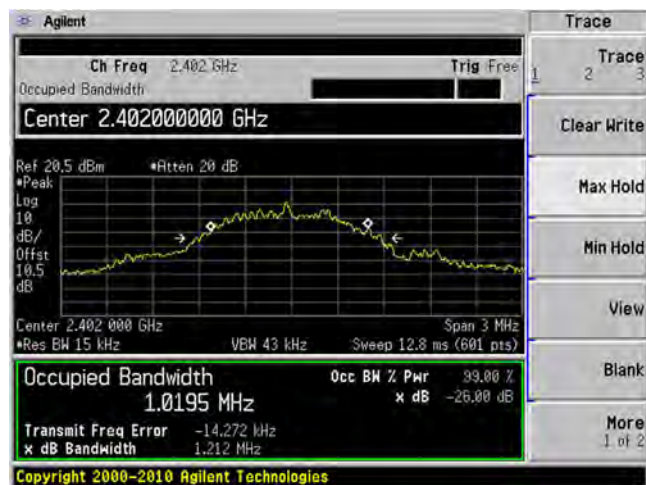 Agilent
Trace
Ch Freq 2.402 GHz Trig Free
Occupied Bandwidth
Center 2.402000000 GHz
Ref 20.5 dBm #Atten 20 dB
#Peak
Log
10
dB/
Offst
10.5
dB
Center 2.402 000 GHz Span 3 MHz
#Res BW 15 kHz VBW 43 kHz Sweep 12.8 ms (601 pts)
Occupied Bandwidth Occ BW % Pwr 99.00 %
1.0195 MHz x dB -26.00 dB
Transmit Freq Error -14.272 kHz
x dB Bandwidth 1.212 MHz
Copyright 2000-2010 Agilent Technologies
Trace
1 2 3
Clear Write
Max Hold
Min Hold
View
Blank
More
1 of 2